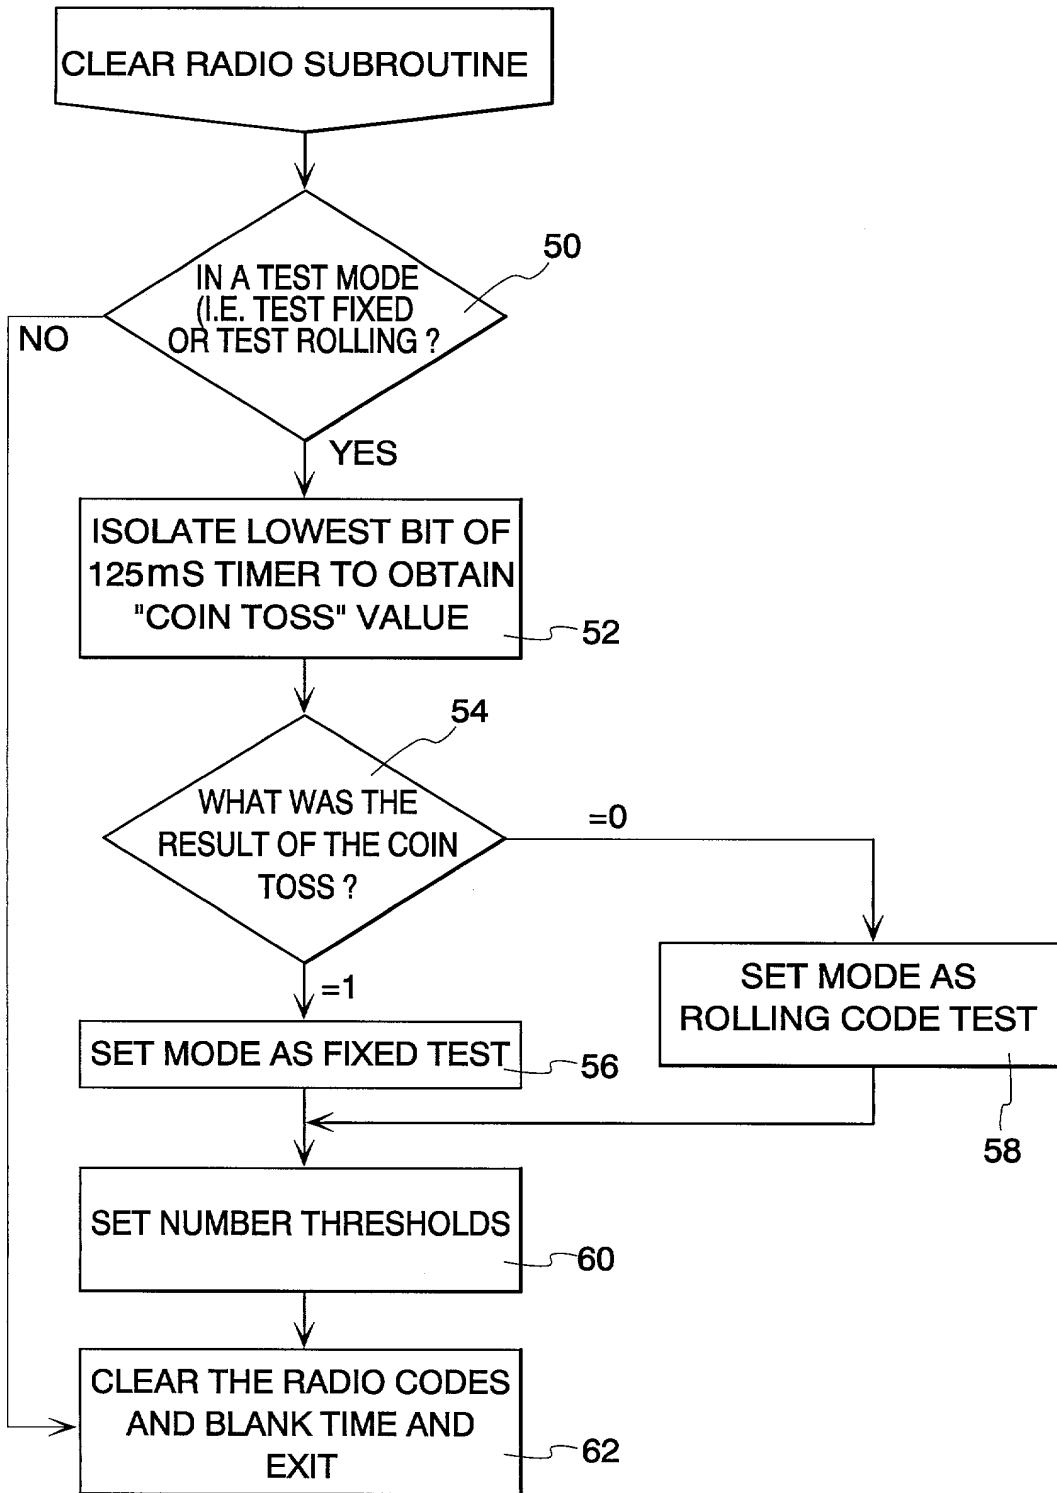 CLEAR RADIO SUBROUTINE
50
IN A TEST MODE
(I.E. TEST FIXED
OR TEST ROLLING ?
NO
YES
ISOLATE LOWEST BIT OF
125mS TIMER TO OBTAIN
"COIN TOSS" VALUE
52
54
WHAT WAS THE
RESULT OF THE COIN
TOSS ?
=0
=1
SET MODE AS
ROLLING CODE TEST
58
SET MODE AS FIXED TEST
56
SET NUMBER THRESHOLDS
60
CLEAR THE RADIO CODES
AND BLANK TIME AND
EXIT
62